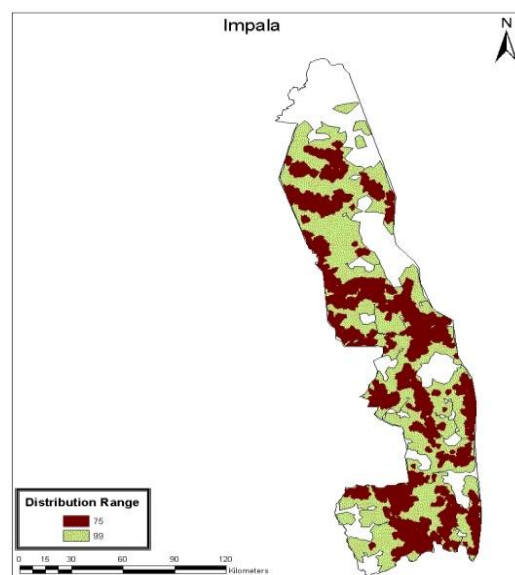 Impala
N
Distribution Range
75
99
0 15 30 60 90 120
Kilometers